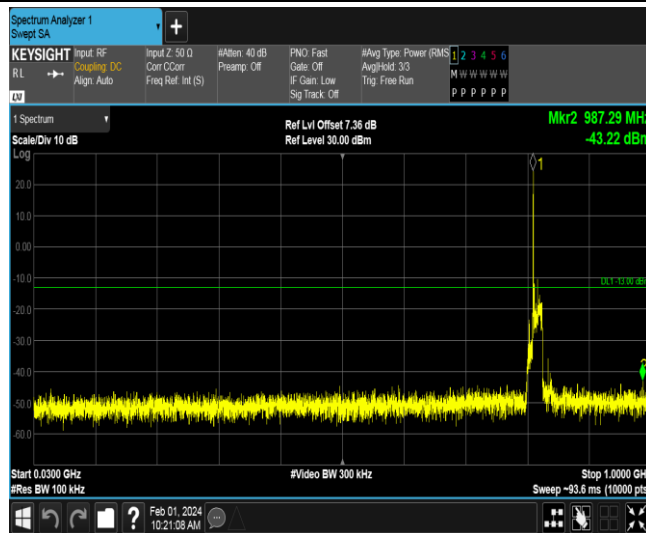 Spectrum Analyzer 1
Swept SA
KEYSIGHT
RL
LXI
Input: RF
Coupling: DC
Align: Auto
Input Z: 50 Ω
Corr CCorr
Freq Ref: Int (S)
#Atten: 40 dB
Preamp: Off
PNO: Fast
Gate: Off
IF Gain: Low
Sig Track: Off
#Avg Type: Power (RMS
Avg|Hold: 3/3
Trig: Free Run
1 2 3 4 5 6
M W W W W W
P P P P P P
1 Spectrum
Scale/Div 10 dB
Log
Ref Lvl Offset 7.36 dB
Ref Level 30.00 dBm
Mkr2 987.29 MHz
-43.22 dBm
1
20.0
10.0
0.00
-10.0
DL1 -13.00 dBm
-20.0
-30.0
-40.0
-50.0
-60.0
Start 0.0300 GHz
#Res BW 100 kHz
#Video BW 300 kHz
Stop 1.0000 GH
Sweep ~93.6 ms (10000 pts
Feb 01, 2024
10:21:08 AM